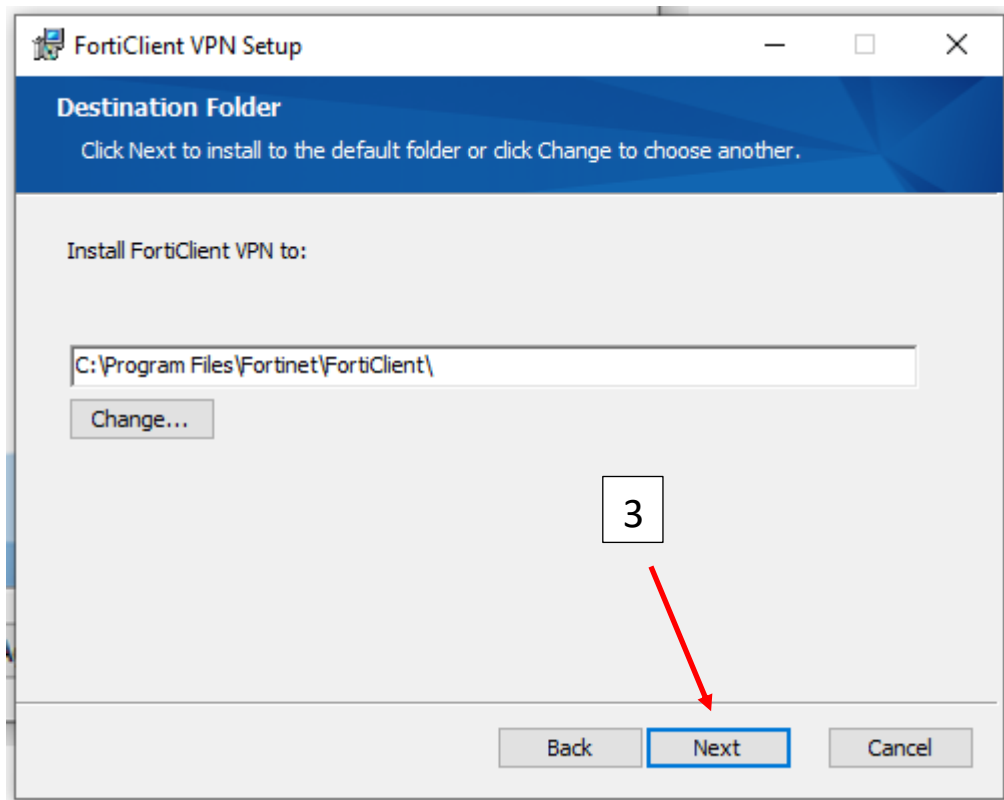 FortiClient VPN Setup
Destination Folder
Click Next to install to the default folder or click Change to choose another.
Install FortiClient VPN to:
C:\Program Files\Fortinet\FortiClient\
Change...
3
Back Next Cancel